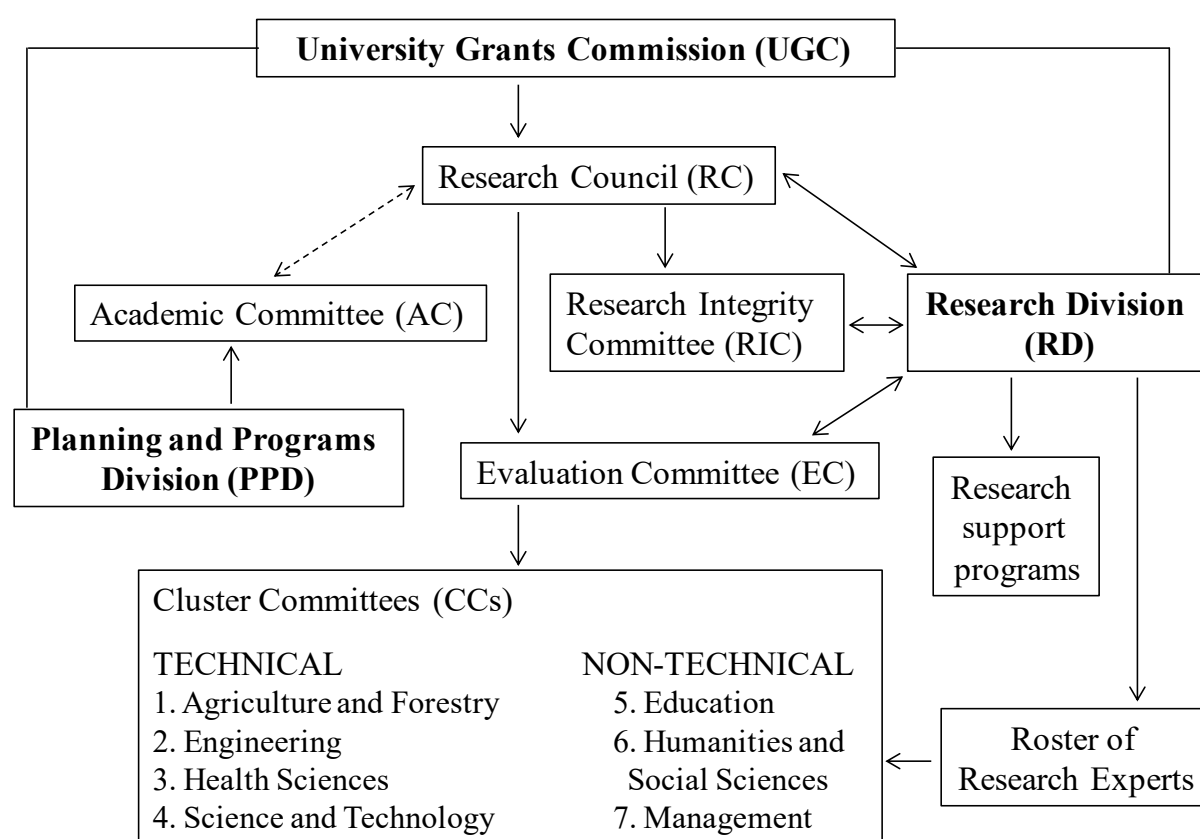 University Grants Commission (UGC)
Research Council (RC)
Academic Committee (AC)
Research Integrity
Committee (RIC)
Research Division
(RD)
Planning and Programs
Division (PPD)
Evaluation Committee (EC)
Research
support
programs
Cluster Committees (CCs)
TECHNICAL
1. Agriculture and Forestry
2. Engineering
3. Health Sciences
4. Science and Technology
NON-TECHNICAL
5. Education
6. Humanities and
Social Sciences
7. Management
Roster of
Research Experts